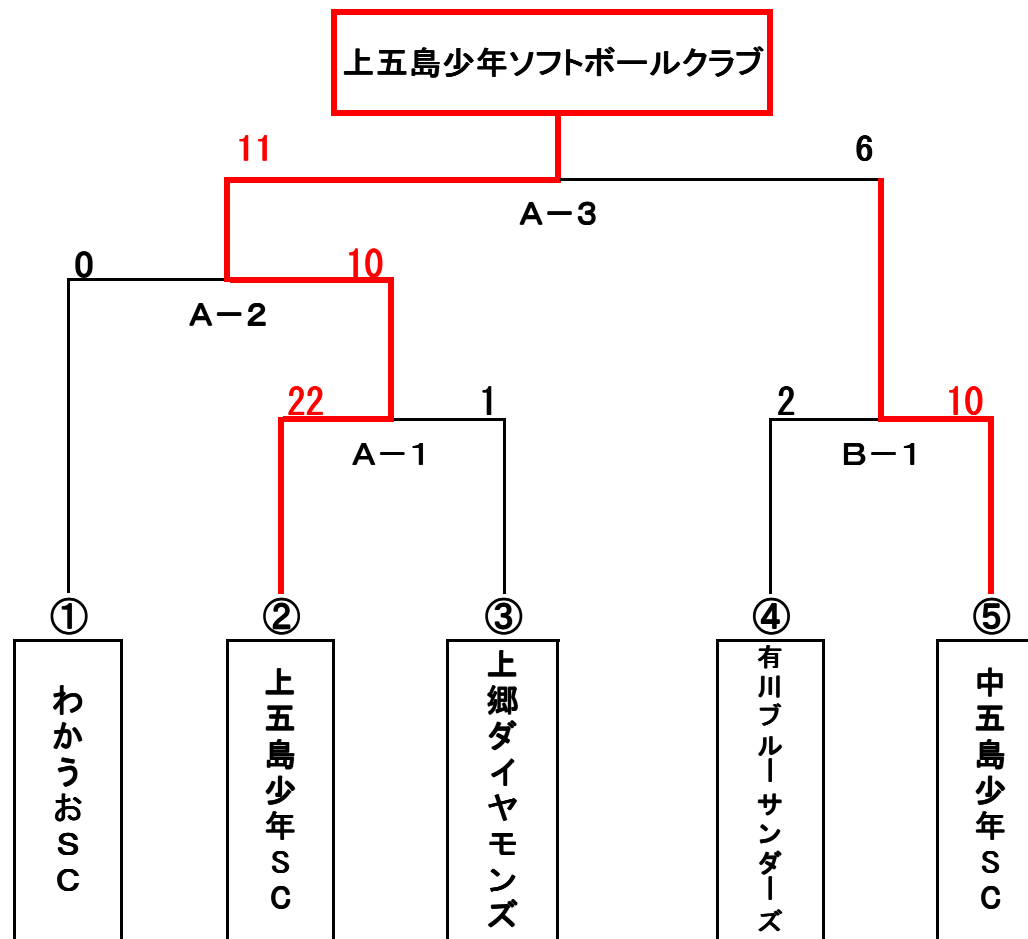 上五島少年ソフトボールクラブ
11
6
A-3
0
10
A-2
22
1
2
10
A-1
B-1
①
②
③
④
⑤
わかうおSC
上五島少年SC
上郷ダイヤモンズ
有川ブルーサンダーズ
中五島少年SC